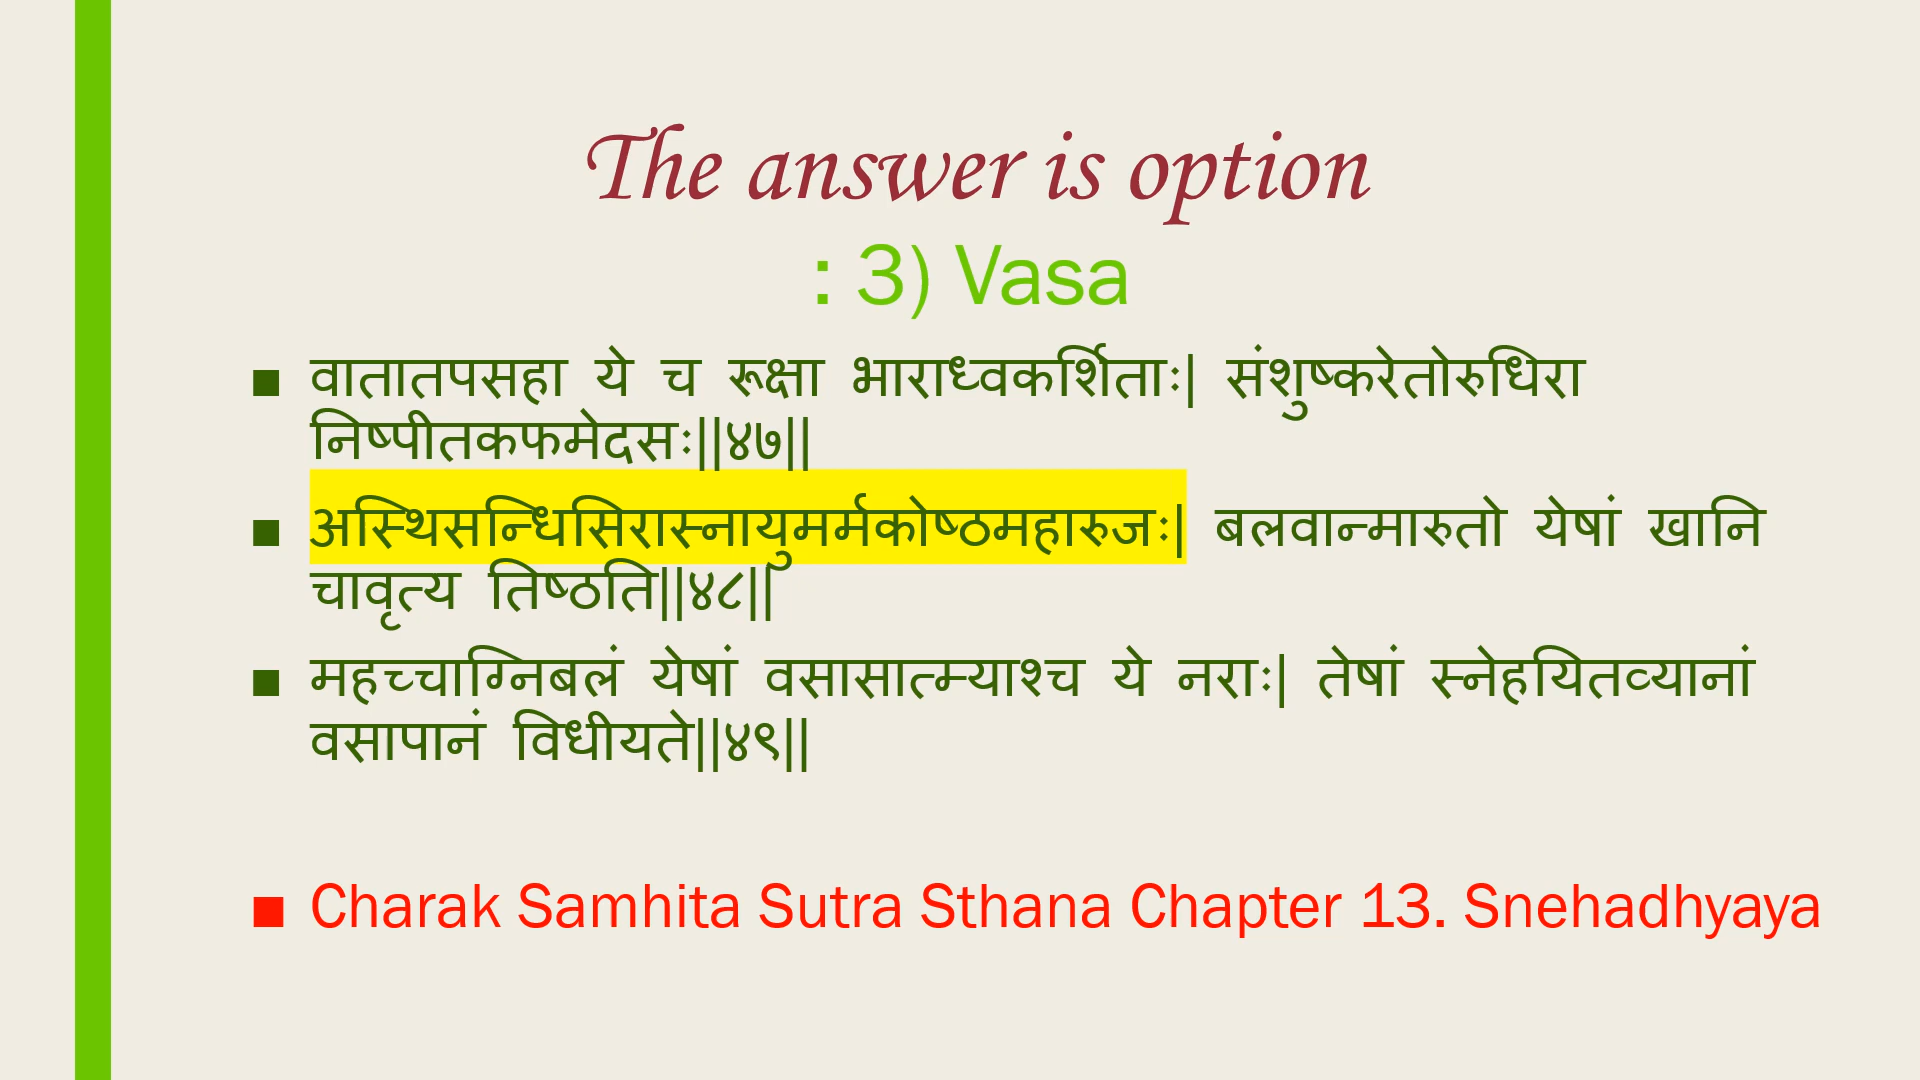 The answer is option
: 3) Vasa
■ वातातपसहा ये च रूक्षा भाराध्वकर्शिताः| संशुष्करेतोरुधिरा
निष्पीतकफमेदसः||४७||
■ अस्थिसन्धिसिरास्नायुमर्मकोष्ठमहारुजः| बलवान्मारुतो येषां खानि
चावृत्य तिष्ठति||४८||
■ महच्चाग्निबलं येषां वसासात्म्याश्च ये नराः| तेषां स्नेहयितव्यानां
वसापानं विधीयते||४९||
■ Charak Samhita Sutra Sthana Chapter 13. Snehadhyaya